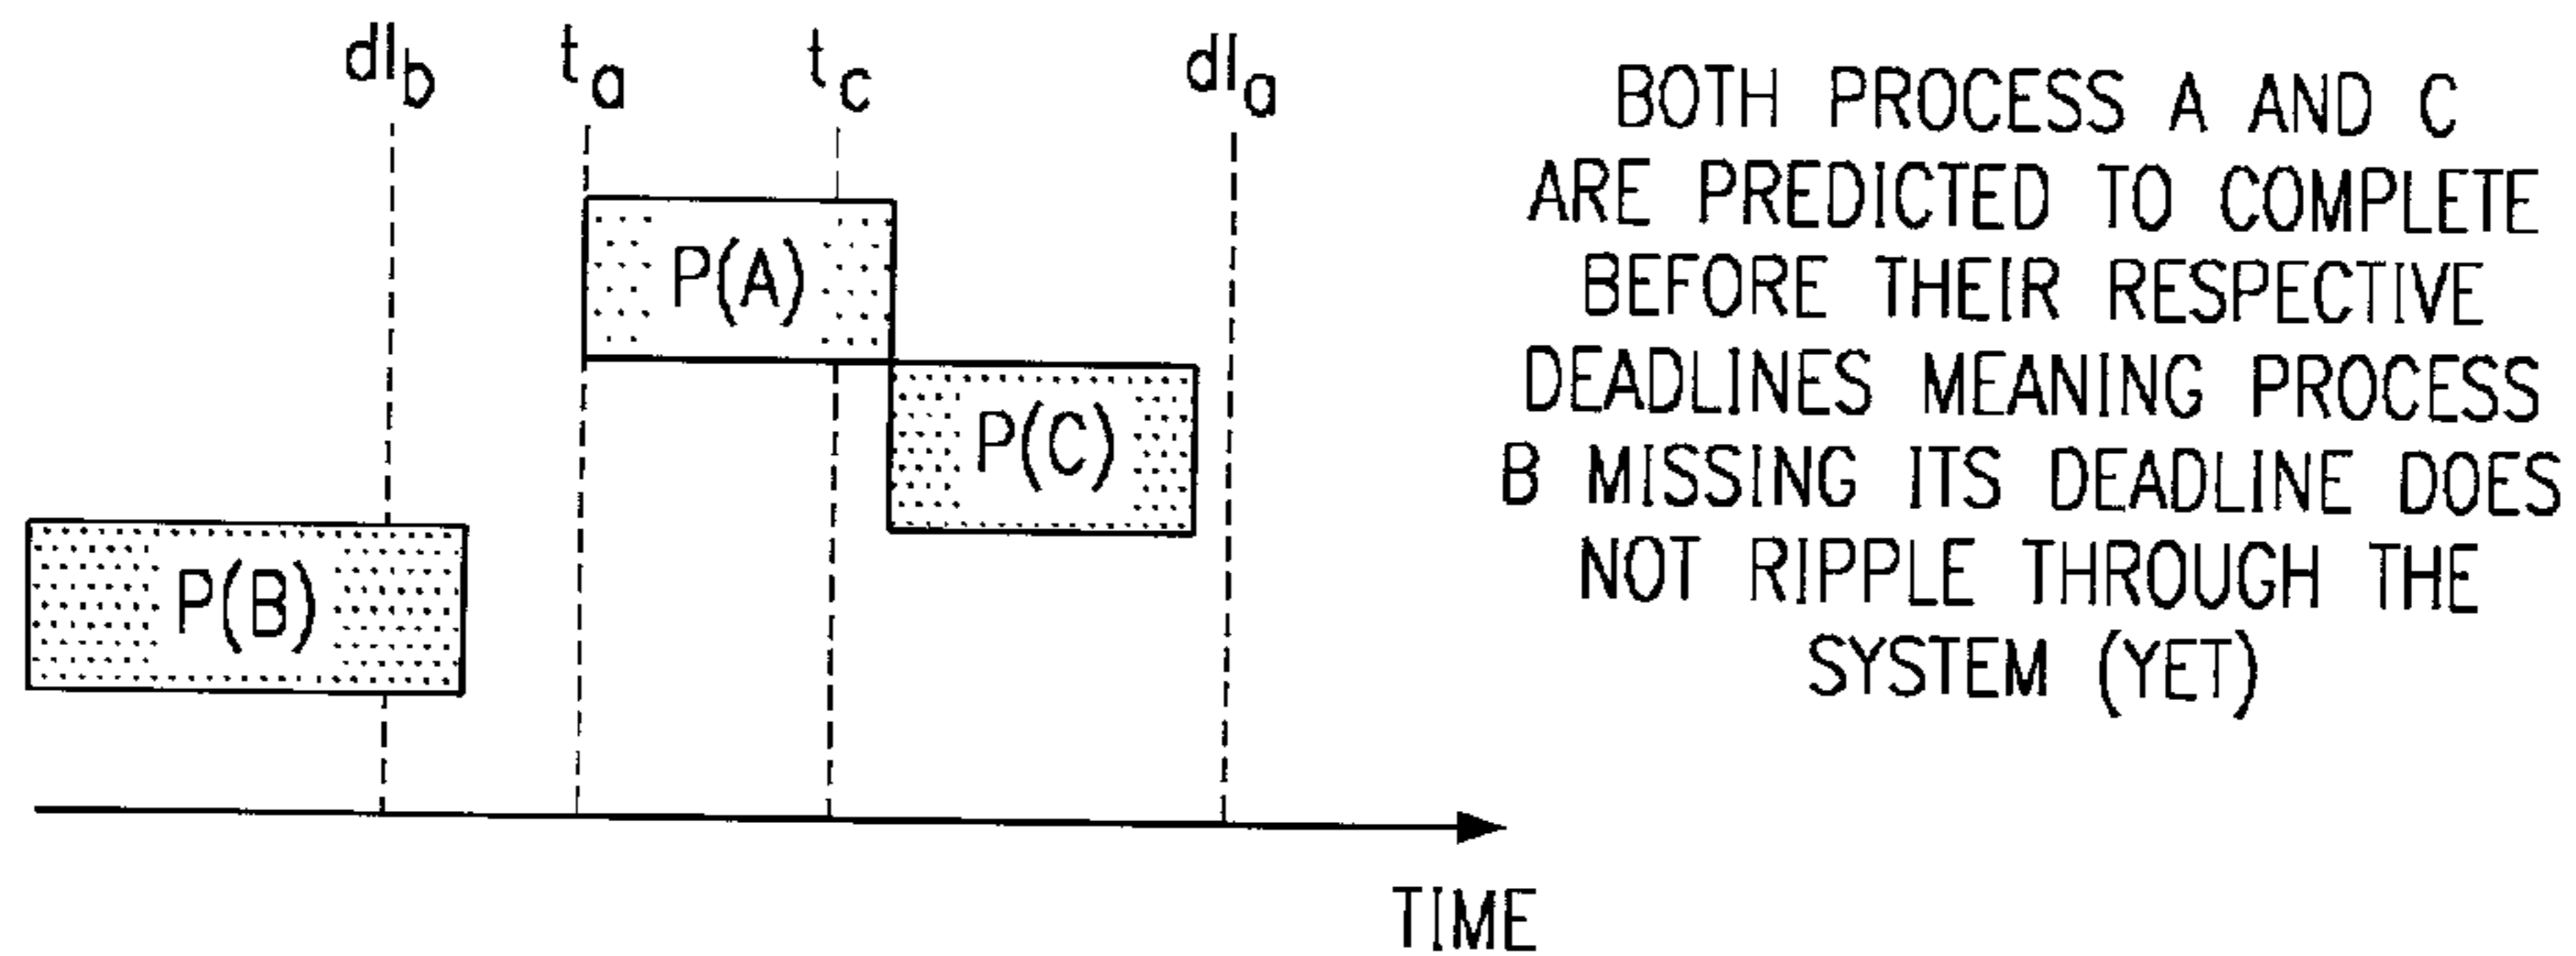 dl_b t_a t_c dl_a
P(A)
P(C)
P(B)
TIME
BOTH PROCESS A AND C
ARE PREDICTED TO COMPLETE
BEFORE THEIR RESPECTIVE
DEADLINES MEANING PROCESS
B MISSING ITS DEADLINE DOES
NOT RIPPLE THROUGH THE
SYSTEM (YET)